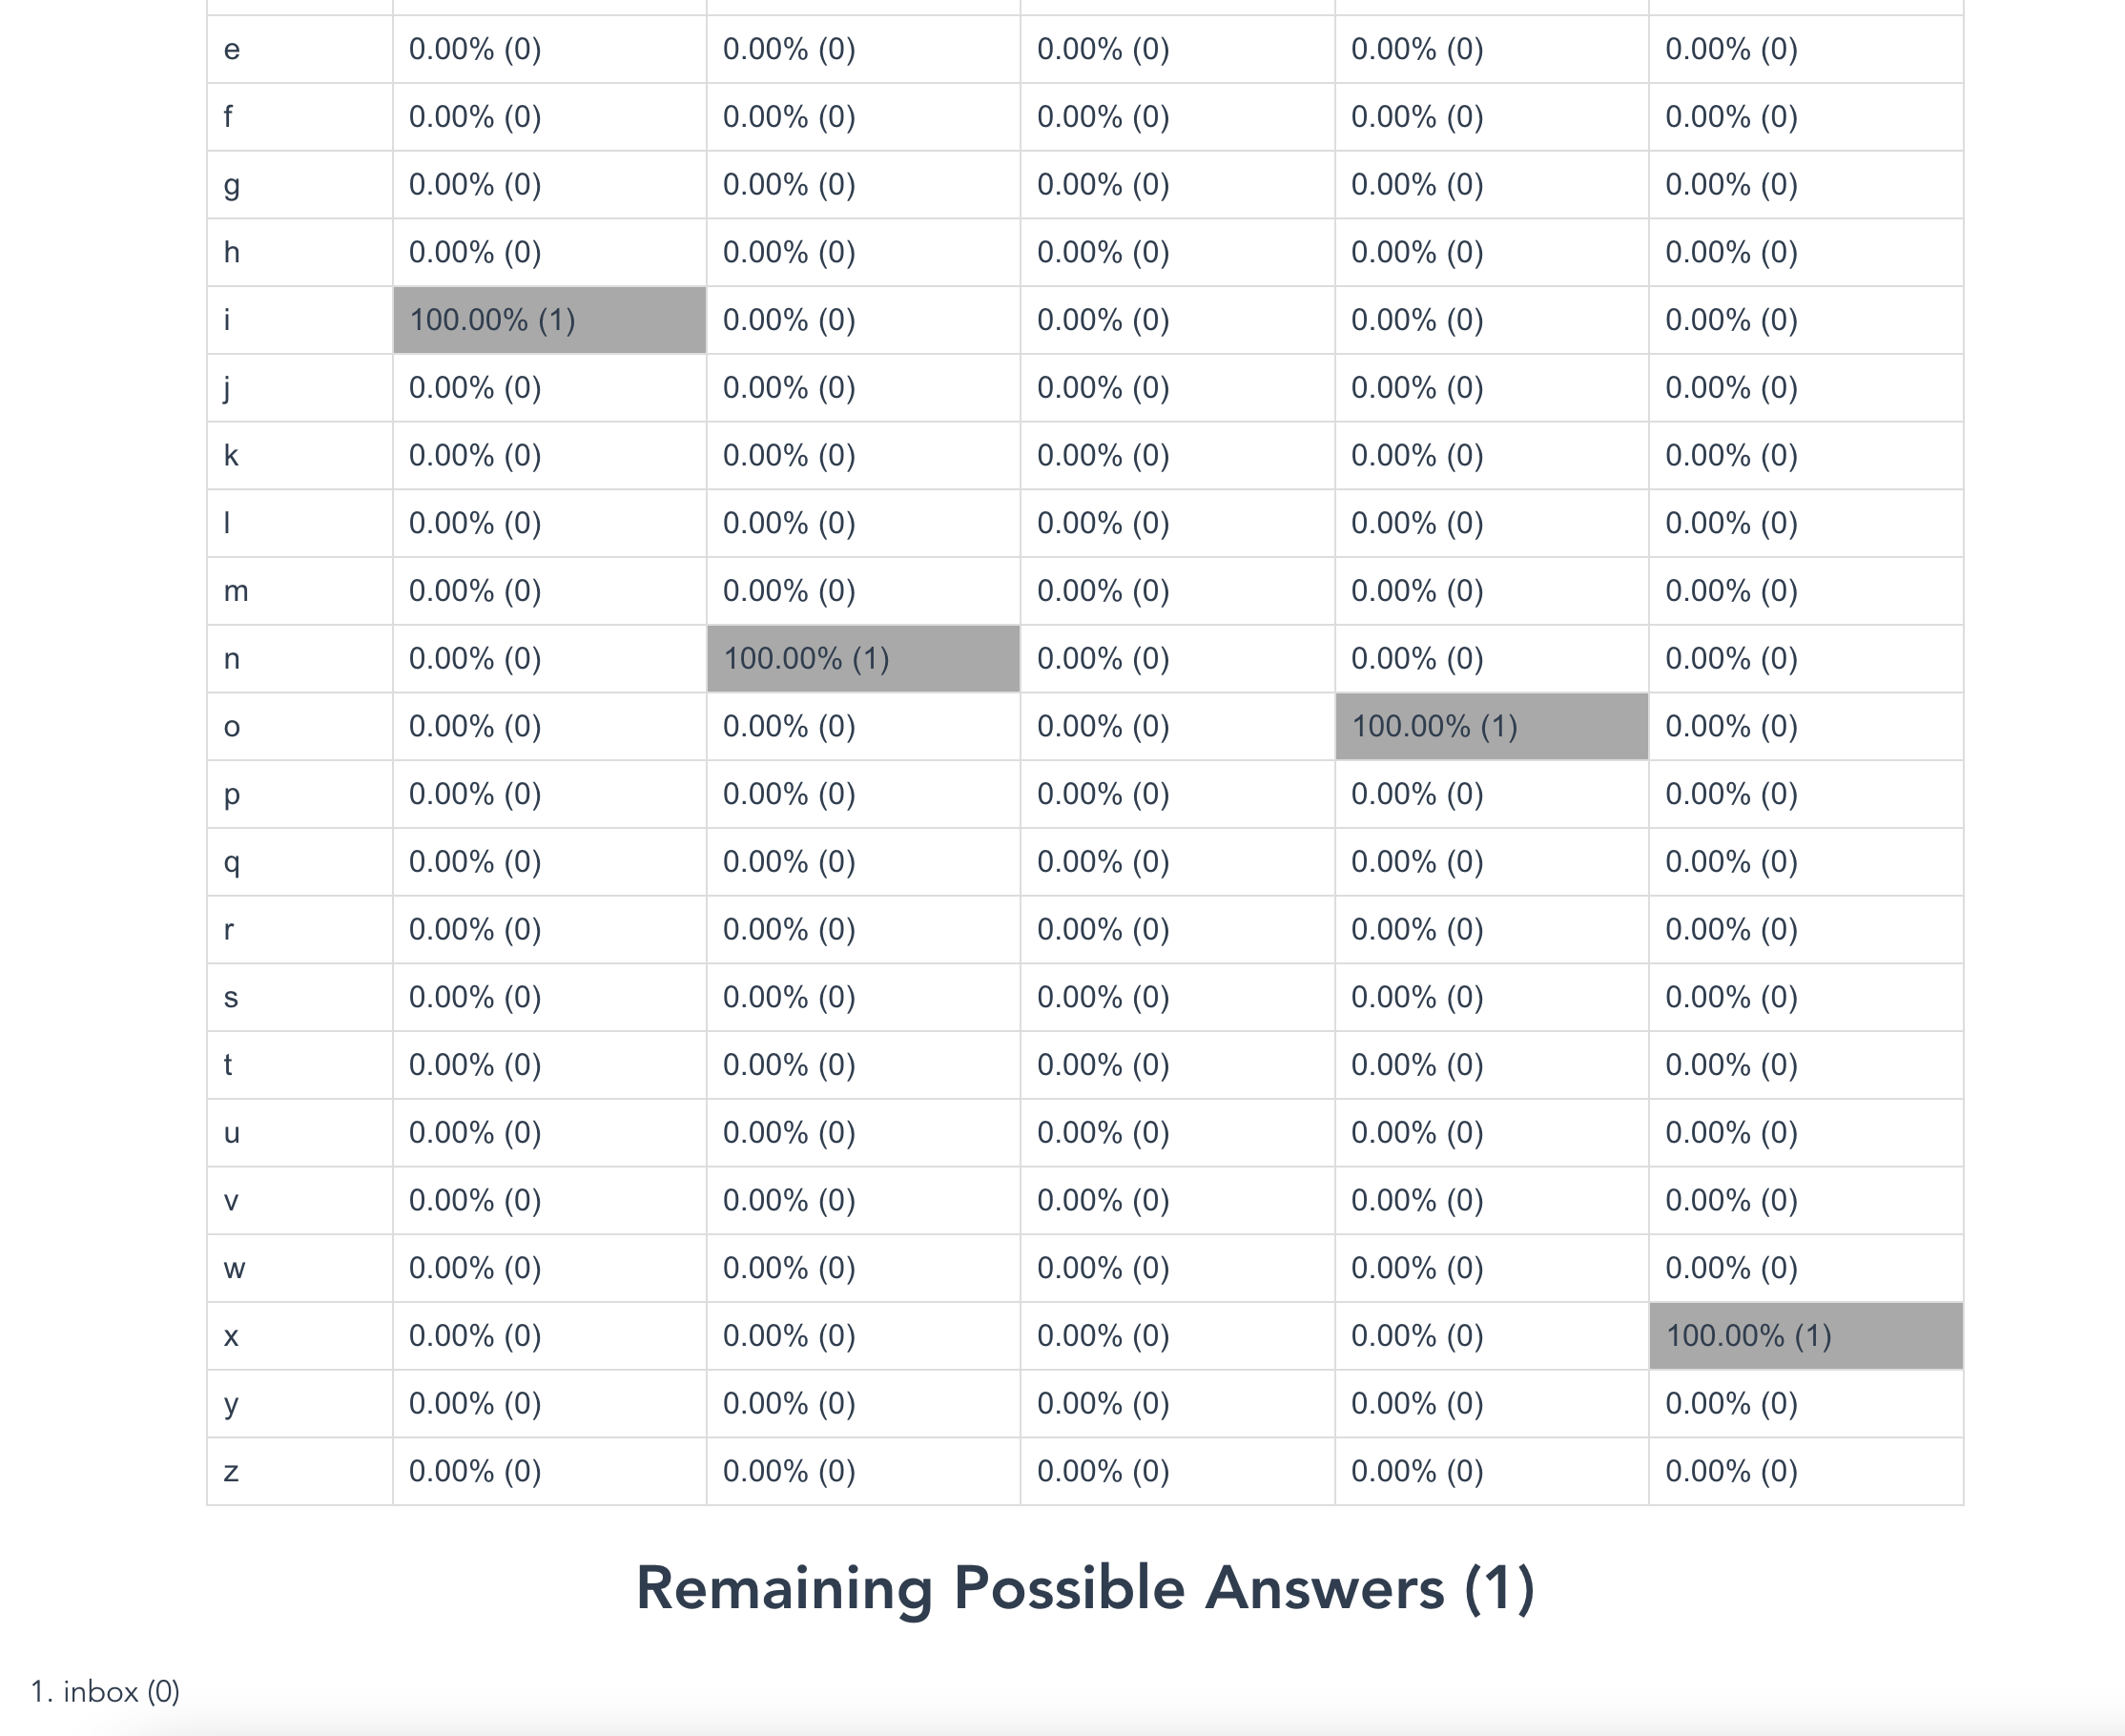 e 0.00% (0) 0.00% (0) 0.00% (0) 0.00% (0) 0.00% (0)
f 0.00% (0) 0.00% (0) 0.00% (0) 0.00% (0) 0.00% (0)
g 0.00% (0) 0.00% (0) 0.00% (0) 0.00% (0) 0.00% (0)
h 0.00% (0) 0.00% (0) 0.00% (0) 0.00% (0) 0.00% (0)
i 100.00% (1) 0.00% (0) 0.00% (0) 0.00% (0) 0.00% (0)
j 0.00% (0) 0.00% (0) 0.00% (0) 0.00% (0) 0.00% (0)
k 0.00% (0) 0.00% (0) 0.00% (0) 0.00% (0) 0.00% (0)
l 0.00% (0) 0.00% (0) 0.00% (0) 0.00% (0) 0.00% (0)
m 0.00% (0) 0.00% (0) 0.00% (0) 0.00% (0) 0.00% (0)
n 0.00% (0) 100.00% (1) 0.00% (0) 0.00% (0) 0.00% (0)
o 0.00% (0) 0.00% (0) 0.00% (0) 100.00% (1) 0.00% (0)
p 0.00% (0) 0.00% (0) 0.00% (0) 0.00% (0) 0.00% (0)
q 0.00% (0) 0.00% (0) 0.00% (0) 0.00% (0) 0.00% (0)
r 0.00% (0) 0.00% (0) 0.00% (0) 0.00% (0) 0.00% (0)
s 0.00% (0) 0.00% (0) 0.00% (0) 0.00% (0) 0.00% (0)
t 0.00% (0) 0.00% (0) 0.00% (0) 0.00% (0) 0.00% (0)
u 0.00% (0) 0.00% (0) 0.00% (0) 0.00% (0) 0.00% (0)
v 0.00% (0) 0.00% (0) 0.00% (0) 0.00% (0) 0.00% (0)
w 0.00% (0) 0.00% (0) 0.00% (0) 0.00% (0) 0.00% (0)
x 0.00% (0) 0.00% (0) 0.00% (0) 0.00% (0) 100.00% (1)
y 0.00% (0) 0.00% (0) 0.00% (0) 0.00% (0) 0.00% (0)
z 0.00% (0) 0.00% (0) 0.00% (0) 0.00% (0) 0.00% (0)
Remaining Possible Answers (1)
1. inbox (0)